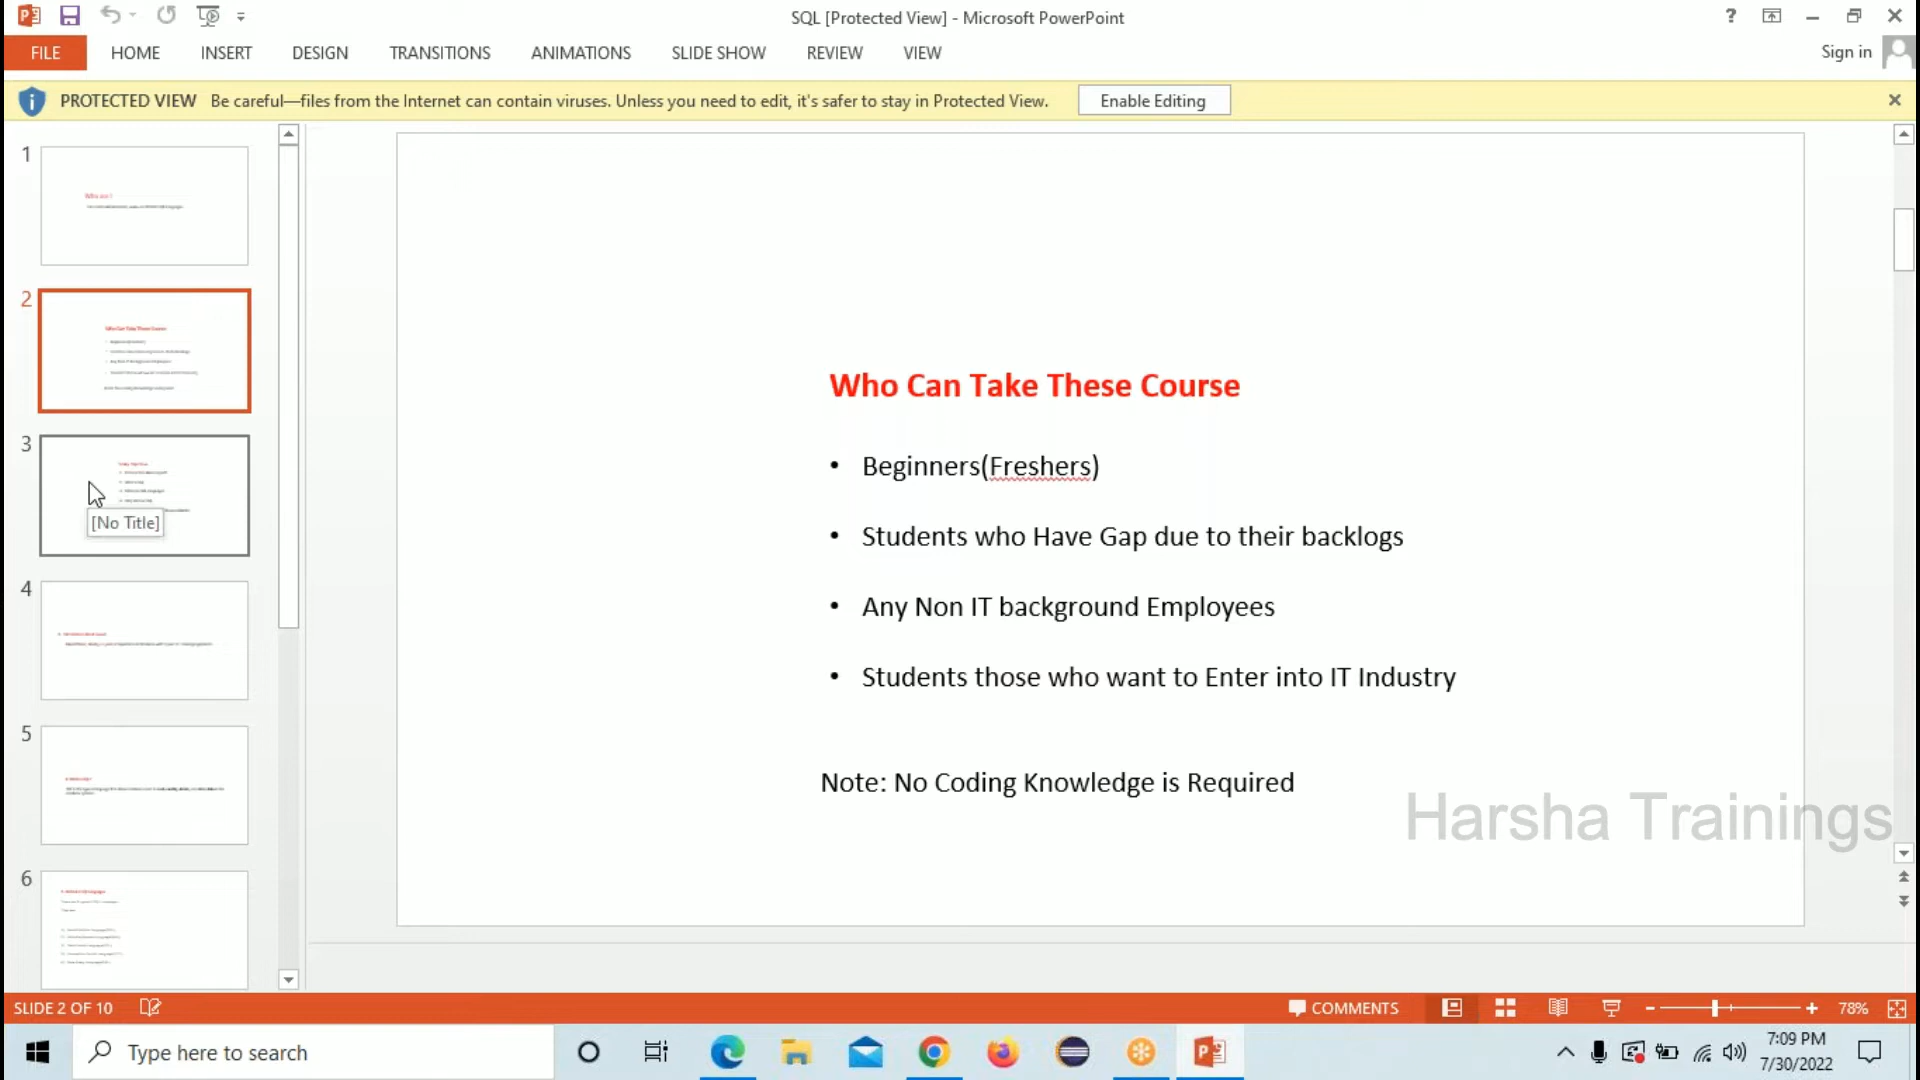 SQL [Protected View] - Microsoft PowerPoint
?
FILE HOME INSERT DESIGN TRANSITIONS ANIMATIONS SLIDE SHOW REVIEW VIEW
Sign in
PROTECTED VIEW Be careful—files from the Internet can contain viruses. Unless you need to edit, it's safer to stay in Protected View.
Enable Editing
1
2
Who Can Take These Course
3
[No Title]
4
5
6
Who Can Take These Course
• Beginners(Freshers)
• Students who Have Gap due to their backlogs
• Any Non IT background Employees
• Students those who want to Enter into IT Industry
Note: No Coding Knowledge is Required
Harsha Trainings
SLIDE 2 OF 10
COMMENTS
78%
Type here to search
7:09 PM
7/30/2022